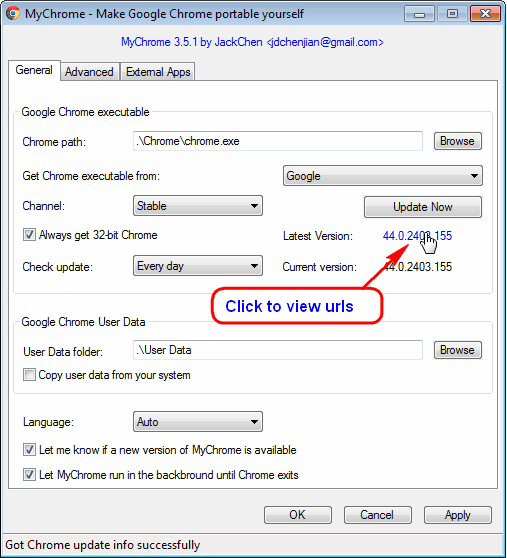 MyChrome - Make Google Chrome portable yourself
MyChrome 3.5.1 by JackChen <jdchenjian@gmail.com>
General Advanced External Apps
Google Chrome executable
Chrome path: .\Chrome\chrome.exe Browse
Get Chrome executable from: Google
Channel: Stable Update Now
Always get 32-bit Chrome Latest Version: 44.0.2403.155
Check update: Every day Current version: 44.0.2403.155
Click to view urls
Google Chrome User Data
User Data folder: .\User Data Browse
Copy user data from your system
Language: Auto
Let me know if a new version of MyChrome is available
Let MyChrome run in the backbround until Chrome exits
OK Cancel Apply
Got Chrome update info successfully